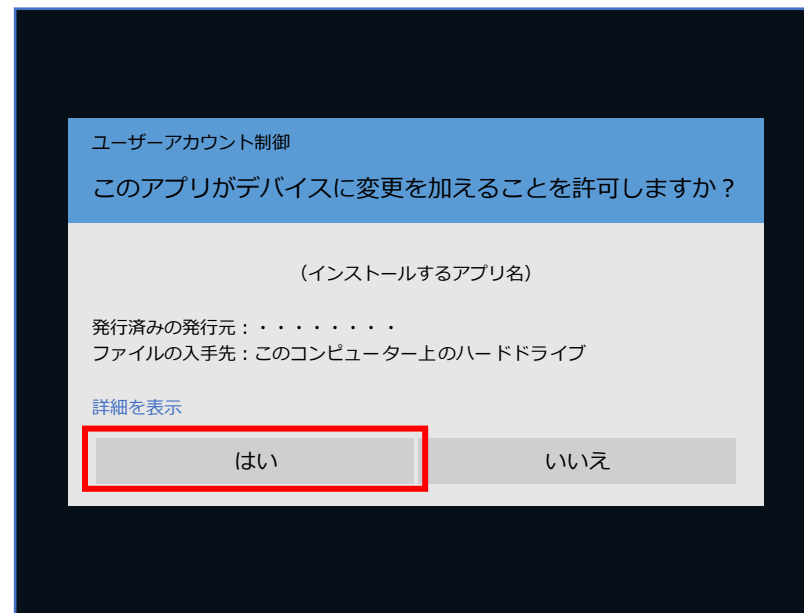 ユーザーアカウント制御
このアプリがデバイスに変更を加えることを許可しますか？
（インストールするアプリ名）
発行済みの発行元：・・・・・・・・
ファイルの入手先：このコンピューター上のハードドライブ
詳細を表示
はい
いいえ